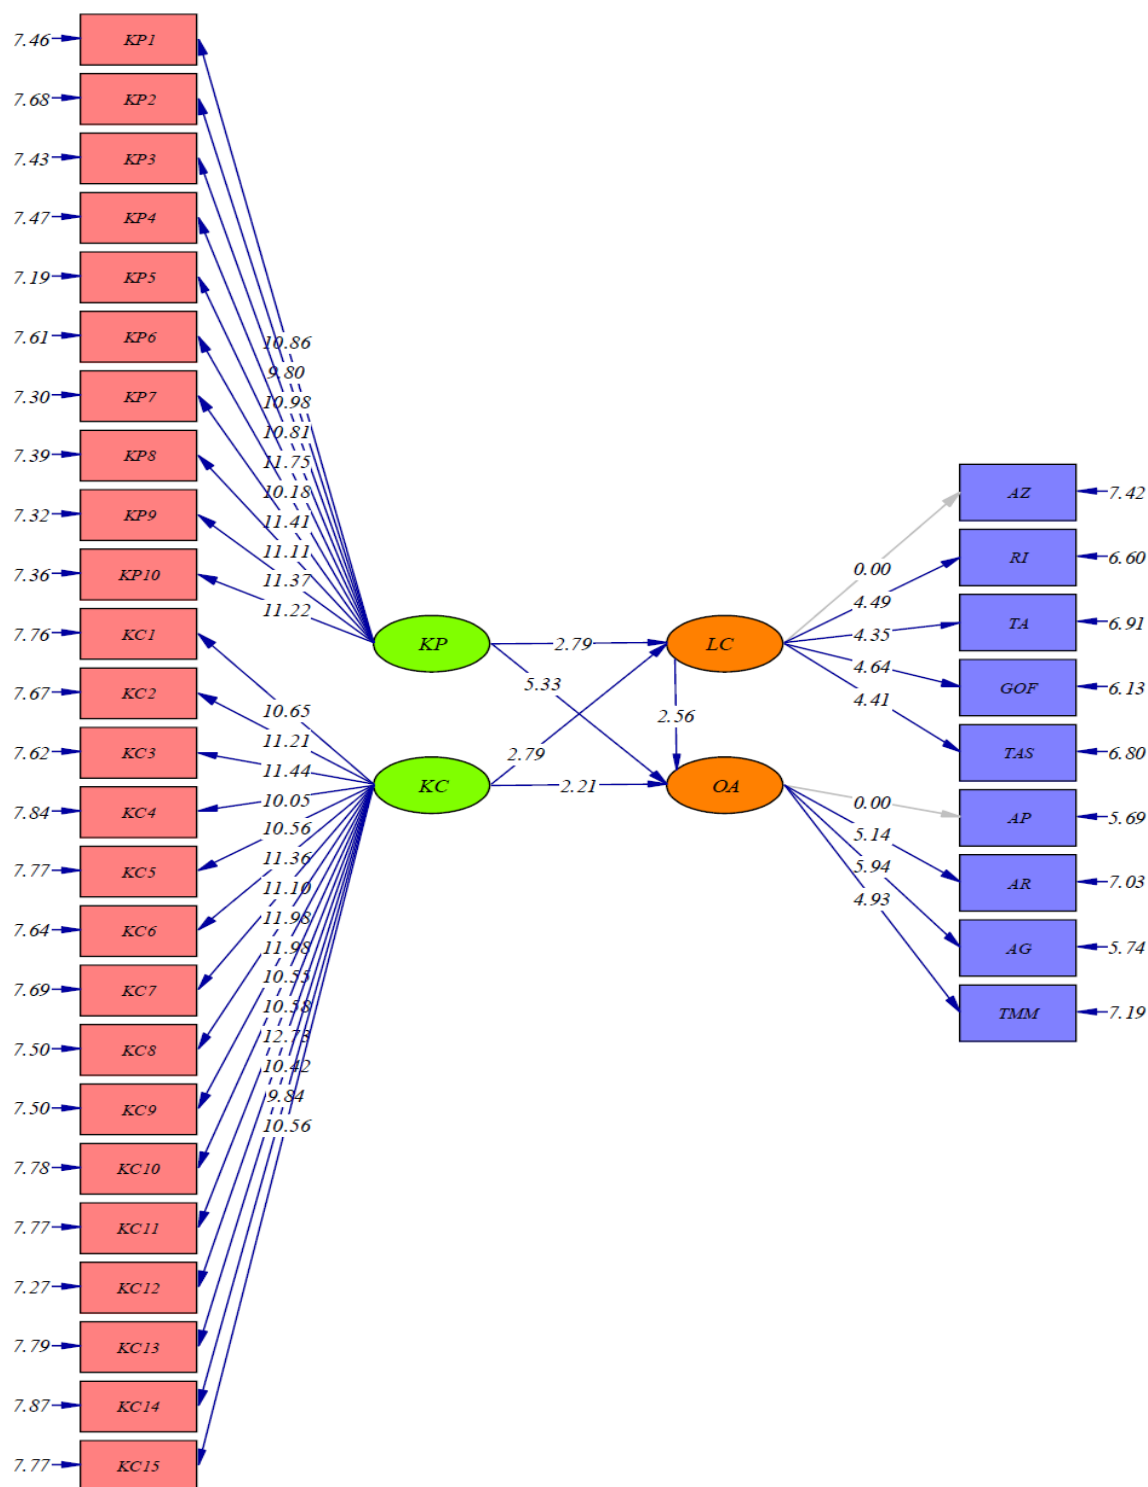 7.46 KP1
7.68 KP2
7.43 KP3
7.47 KP4
7.19 KP5
7.61 KP6
7.30 KP7
7.39 KP8
7.32 KP9
7.36 KP10
7.76 KC1
7.67 KC2
7.62 KC3
7.84 KC4
7.77 KC5
7.64 KC6
7.69 KC7
7.50 KC8
7.50 KC9
7.78 KC10
7.77 KC11
7.27 KC12
7.79 KC13
7.87 KC14
7.77 KC15
10.86
9.80
10.98
10.81
11.75
10.18
11.41
11.11
11.37
11.22
10.65
11.21
11.44
10.05
10.56
11.36
11.10
11.98
11.98
10.55
10.58
12.73
10.42
9.84
10.56
KP
KC
2.79
5.33
2.56
2.79
2.21
LC
OA
0.00
4.49
4.35
4.64
4.41
0.00
5.14
5.94
4.93
AZ 7.42
RI 6.60
TA 6.91
GOF 6.13
TAS 6.80
AP 5.69
AR 7.03
AG 5.74
TMM 7.19